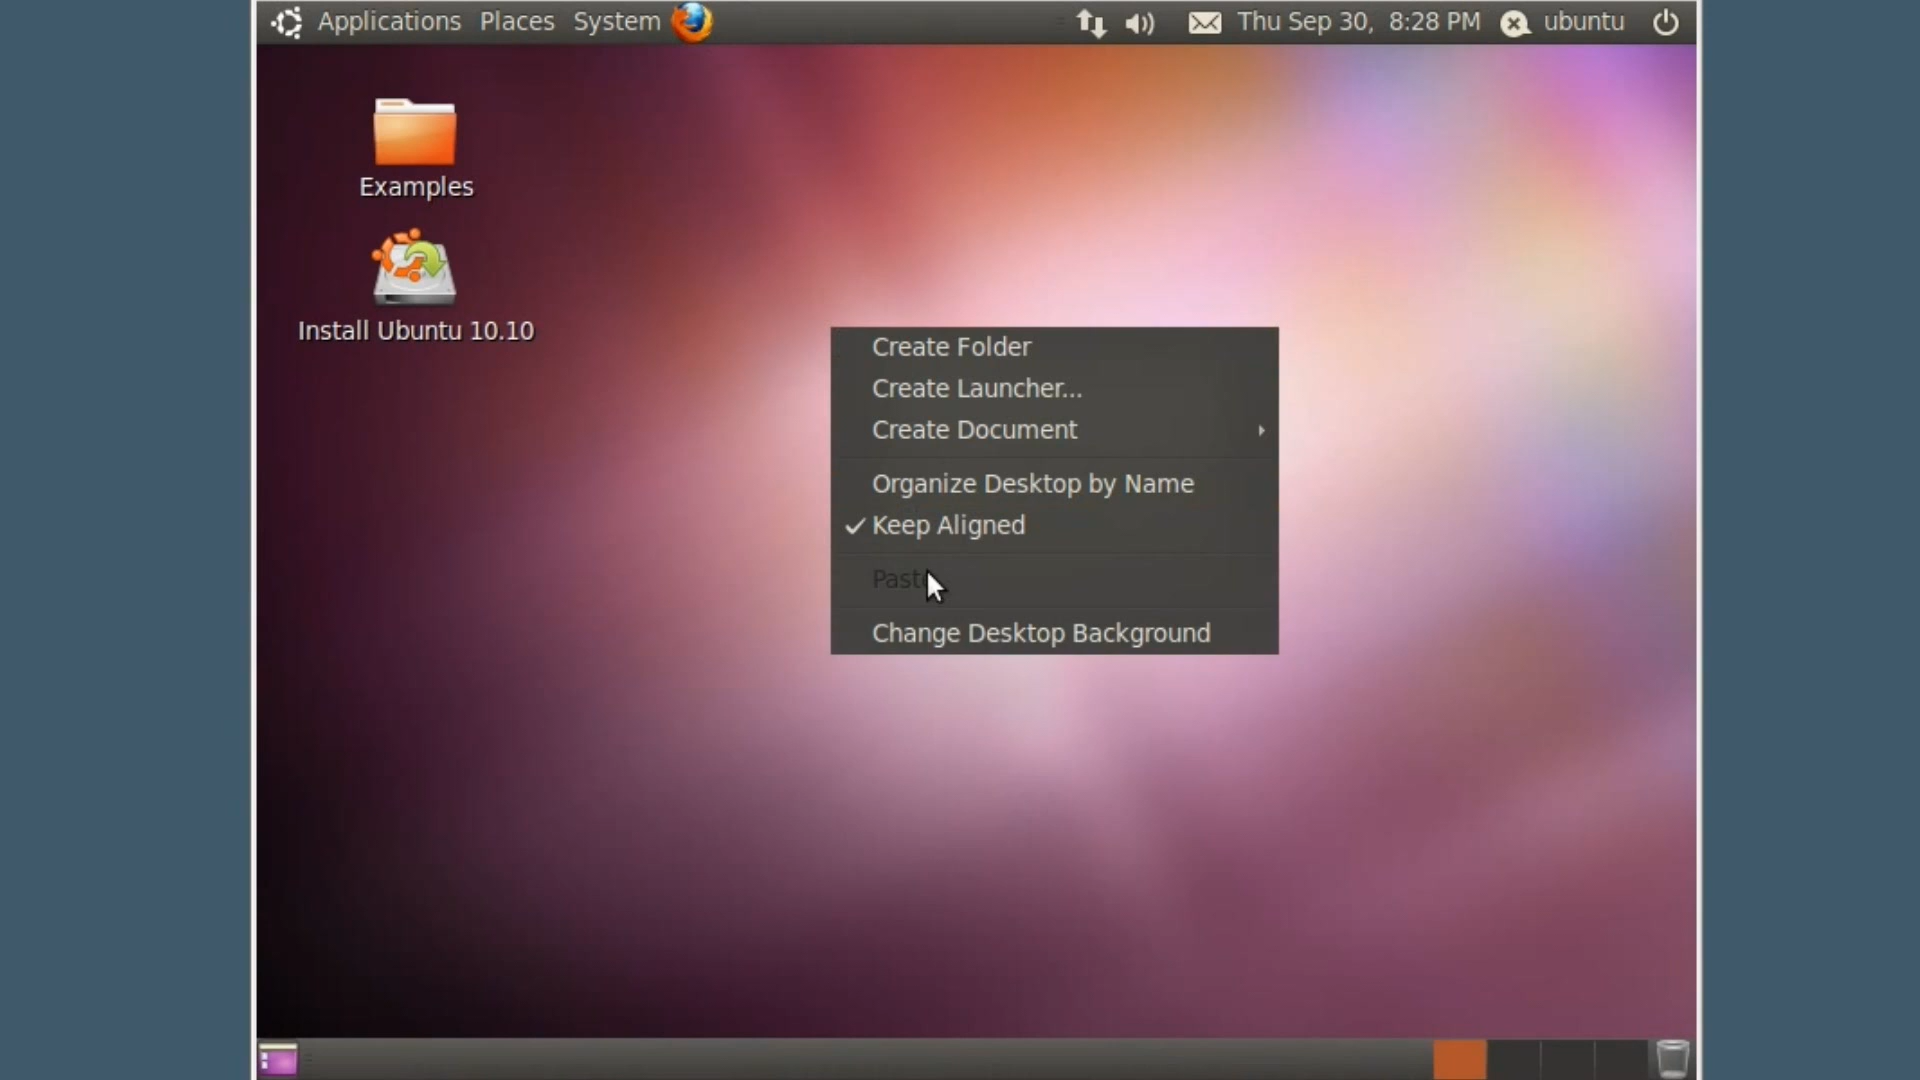 Applications Places System Thu Sep 30, 8:28 PM ubuntu
Examples
Install Ubuntu 10.10
Create Folder
Create Launcher...
Create Document
Organize Desktop by Name
Keep Aligned
Paste
Change Desktop Background